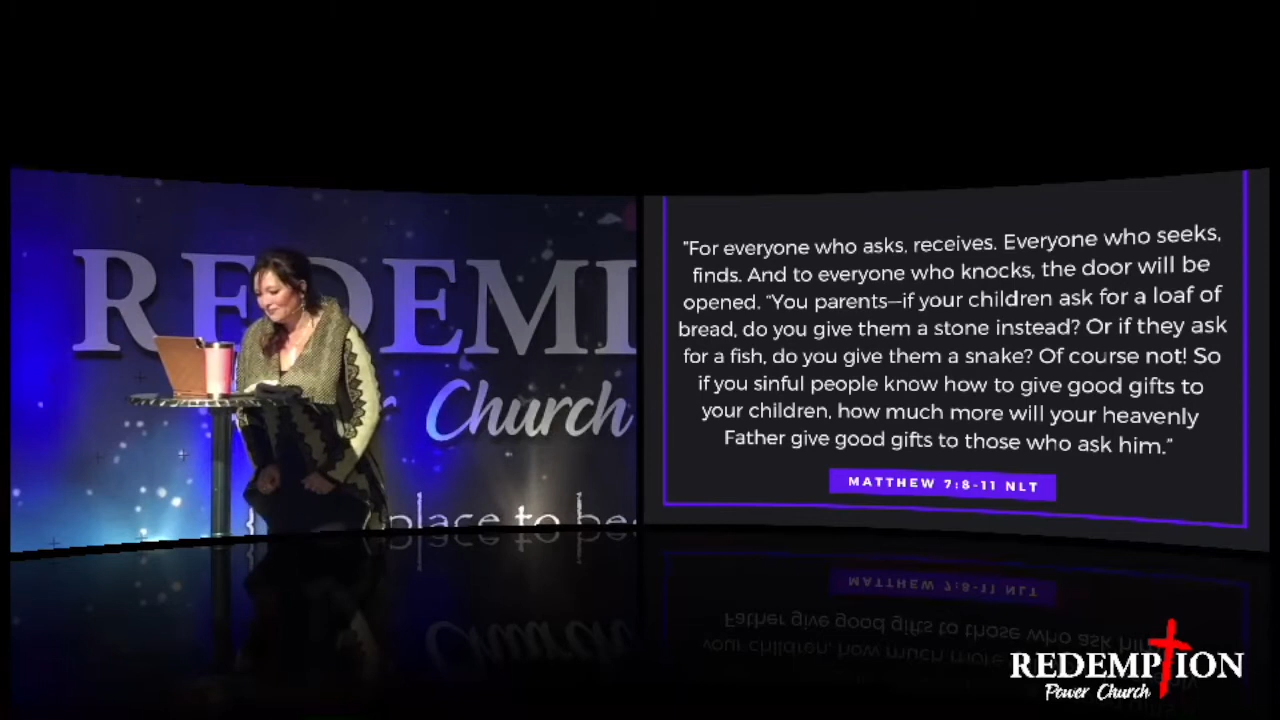 REDEMP
Church
place to be
"For everyone who asks, receives. Everyone who seeks,
finds. And to everyone who knocks, the door will be
opened. "You parents—if your children ask for a loaf of
bread, do you give them a stone instead? Or if they ask
for a fish, do you give them a snake? Of course not! So
if you sinful people know how to give good gifts to
your children, how much more will your heavenly
Father give good gifts to those who ask him."
MATTHEW 7:8-11 NLT
REDEMPTION
Power Church